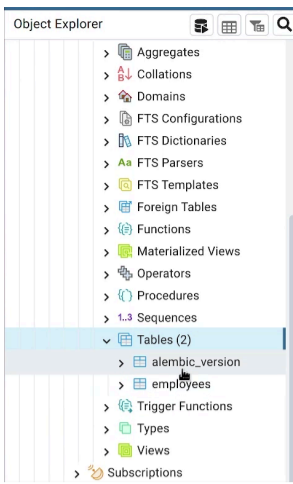 Object Explorer
Aggregates
Collations
Domains
FTS Configurations
FTS Dictionaries
Aa FTS Parsers
FTS Templates
Foreign Tables
Functions
Materialized Views
Operators
Procedures
1..3 Sequences
Tables (2)
alembic_version
employees
Trigger Functions
Types
Views
Subscriptions